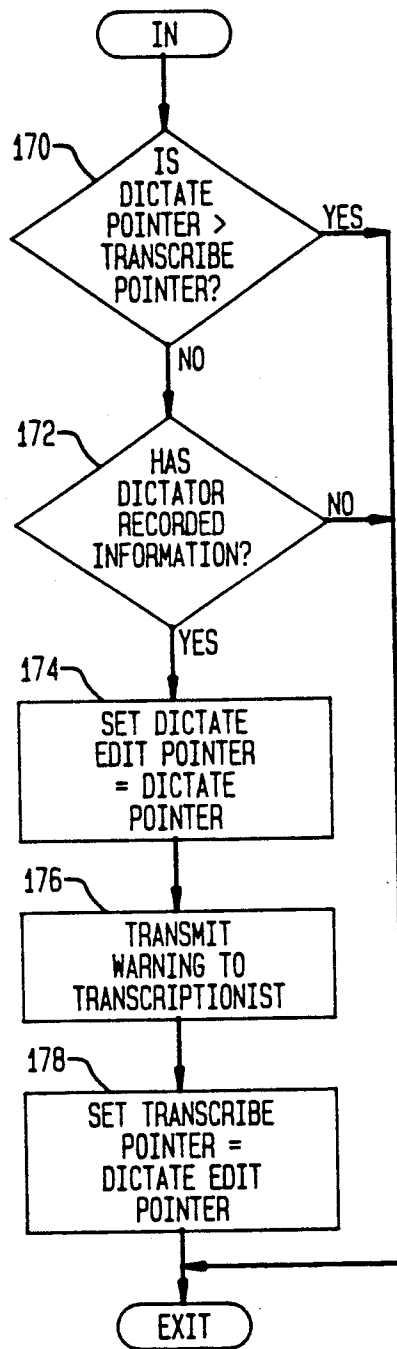 IN
170
IS
DICTATE
POINTER >
TRANSCRIBE
POINTER?
YES
NO
172
HAS
DICTATOR
RECORDED
INFORMATION?
NO
YES
174
SET DICTATE
EDIT POINTER
= DICTATE
POINTER
176
TRANSMIT
WARNING TO
TRANSCRIPTIONIST
178
SET TRANSCRIBE
POINTER =
DICTATE EDIT
POINTER
EXIT